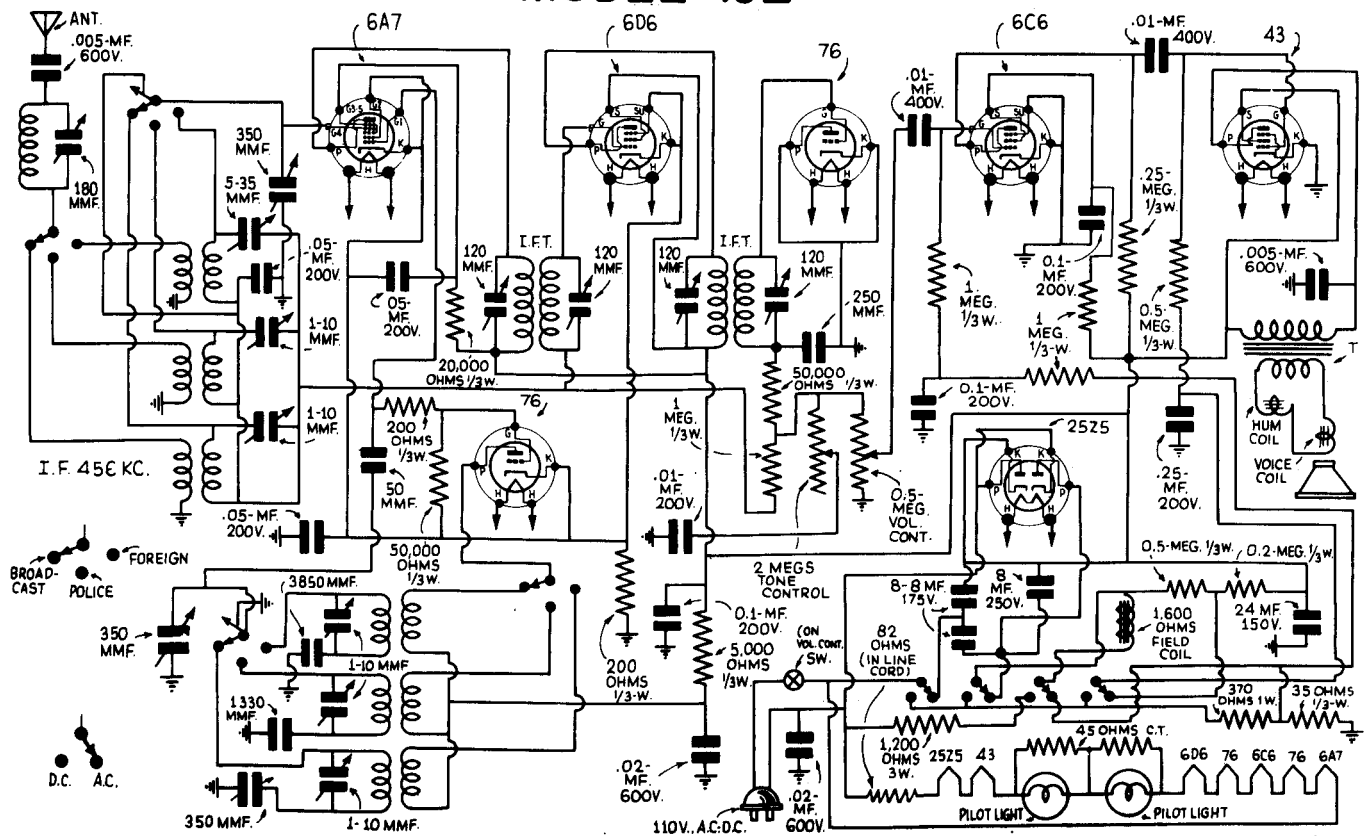 ANT.
.005-MF.
600V.
6A7
6D6
76
6C6
.01-MF.
400V.
43
.01-
MF.
400V.
350
MMF.
180
MMF.
5-35
MMF.
.05-
MF.
200V.
1-10
MMF.
1-10
MMF.
G3-5
G2
G1
G4
P
K
H
H
G
P
K
H
H
G
P
K
H
H
G
P
K
H
H
S
G
P
K
H
H
.05-
MF.
200V.
120
MMF.
I.F.T.
120
MMF.
120
MMF.
I.F.T.
120
MMF.
.250
MMF.
20,000
OHMS 1/3W.
50,000
OHMS 1/3W.
1
MEG.
1/3W.
1.
MEG.
1/3W.
0.1-
MF.
200V.
1
MEG.
1/3-W.
.25-
MEG.
1/3W.
0.5-
MEG.
1/3W.
.005-MF.
600V.
T
HUM
COIL
VOICE
COIL
0.1-MF.
200V.
.25-
MF.
200V.
25Z5
K
K
P
P
H
H
I.F. 456 KC.
200
OHMS
1/3W.
76
G
P
K
H
H
50
MMF.
.05-MF.
200V.
50,000
OHMS
1/3W.
.01-
MF.
200V.
0.5-
MEG.
VOL.
CONT.
2 MEGS
TONE
CONTROL
BROAD-
CAST
POLICE
FOREIGN
3850 MMF.
350
MMF.
1-10 MMF.
1330
MMF.
350 MMF.
1-10 MMF.
D.C.
A.C.
200
OHMS
1/3-W.
0.1-MF.
200V.
5,000
OHMS
1/3W.
.02-
MF.
600V.
(ON
VOL. CONT.
SW.
82
OHMS
(IN LINE
CORD)
8-8 MF.
175V.
8
MF.
250V.
0.5-MEG. 1/3W.
0.2-MEG. 1/3W.
1,600
OHMS
FIELD
COIL
24 MF.
150V.
370
OHMS 1W.
35 OHMS
1/3-W.
1,200
OHMS
3W.
25Z5
43
45 OHMS C.T.
6D6
76
6C6
76
6A7
PILOT LIGHT
PILOT LIGHT
110V., A.C-D.C.
.02-
MF.
600V.